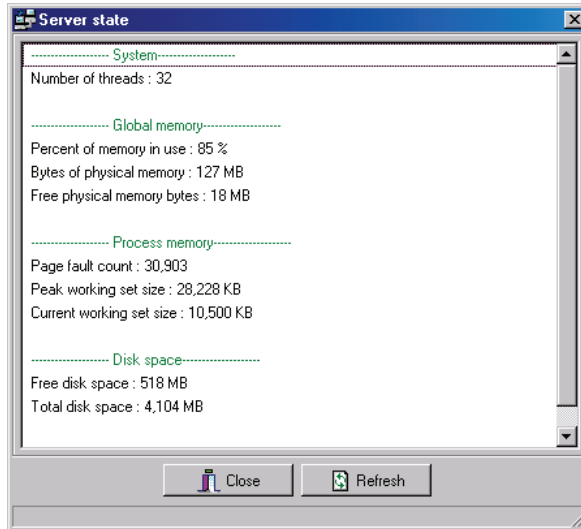 Server state
------------------- System-------------------
Number of threads : 32
------------------- Global memory-------------------
Percent of memory in use : 85 %
Bytes of physical memory : 127 MB
Free physical memory bytes : 18 MB
------------------- Process memory-------------------
Page fault count : 30,903
Peak working set size : 28,228 KB
Current working set size : 10,500 KB
------------------- Disk space-------------------
Free disk space : 518 MB
Total disk space : 4,104 MB
Close Refresh